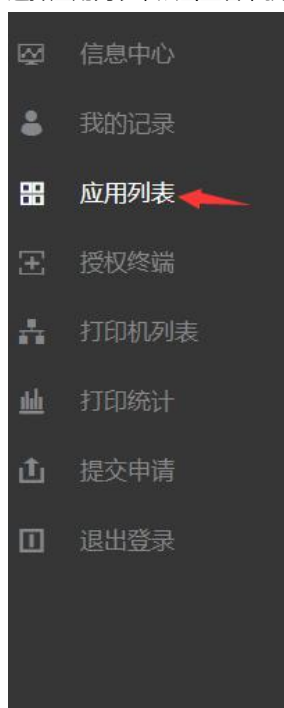 信息中心
我的记录
应用列表
授权终端
打印机列表
打印统计
提交申请
退出登录